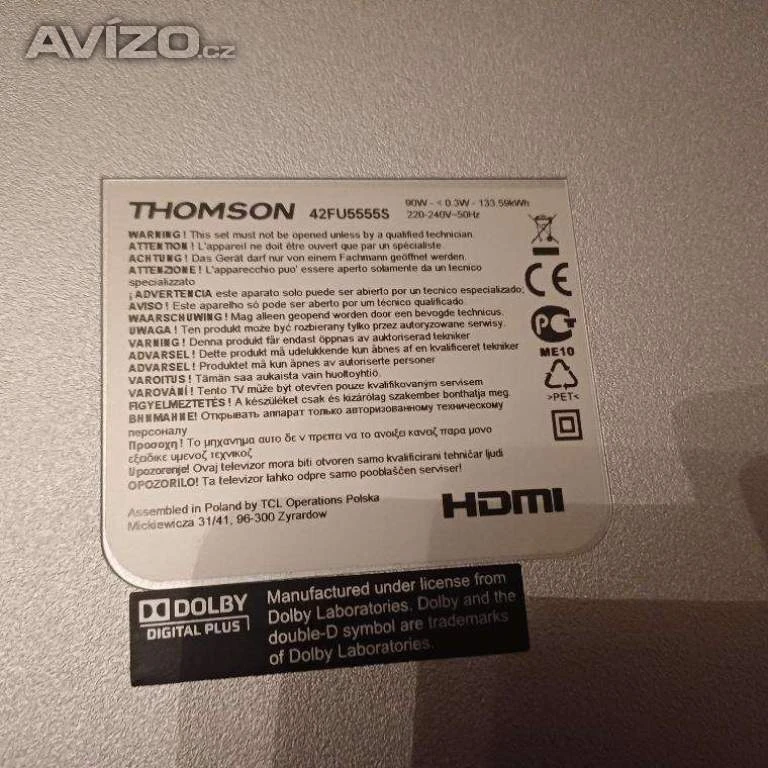 AVÍZO.cz
THOMSON 42FU5555S
90W - < 0.3W - 133.59kWh
220-240V~50Hz
WARNING ! This set must not be opened unless by a qualified technician.
ATTENTION ! L'appareil ne doit être ouvert que par un spécialiste.
ACHTUNG ! Das Gerät darf nur von einem Fachmann geöffnet werden.
ATTENZIONE ! L'apparecchio puo' essere aperto solamente da un tecnico
specializzato
¡ ADVERTENCIA este aparato solo puede ser abierto por un tecnico especializado;
AVISO ! Este aparelho só pode ser aberto por um técnico qualificado.
WAARSCHUWING ! Mag alleen geopend worden door een bevogde technicus.
UWAGA ! Ten produkt może być rozbierany tylko przez autoryzowane serwisy.
VARNING ! Denna produkt får endast öppnas av auktoriserad tekniker
ADVARSEL ! Dette produkt må udelukkende kun åbnes af en kvalificeret tekniker
ADVARSEL ! Produktet må kun åpnes av autoriserte personer
VAROITUS ! Tämän saa aukaista vain huoltoyhtiö.
VAROVÁNÍ ! Tento TV může být otevřen pouze kvalifikovaným servisem
FIGYELMEZTETÉS ! A készüléket csak és kizárólag szakember bonthalja meg.
ВНИМАНИЕ! Открывать аппарат только авторизованному техническому
персоналу
Προσοχη ! Το μηχανημα αυτο δε ν πρεπει να το ανοιξει κανοζ παρα μονο
εξειδικε υμενοζ τεχνικοζ
Upozorenje! Ovaj televizor mora biti otvoren samo kvalificirani tehničar ljudi
OPOZORILO! Ta televizor lahko odpre samo pooblaščen serviser!
Assembled in Poland by TCL Operations Polska
Mickiewicza 31/41, 96-300 Zyrardow
CE
ME10
>PET<
HDMI
DOLBY
DIGITAL PLUS
Manufactured under license from
Dolby Laboratories. Dolby and the
double-D symbol are trademarks
of Dolby Laboratories.